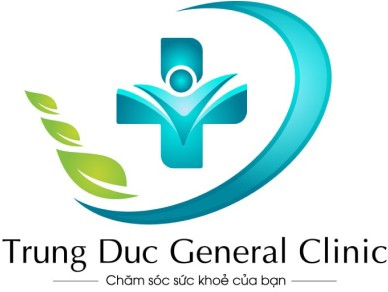 Trung Duc General Clinic
Chăm sóc sức khoẻ của bạn